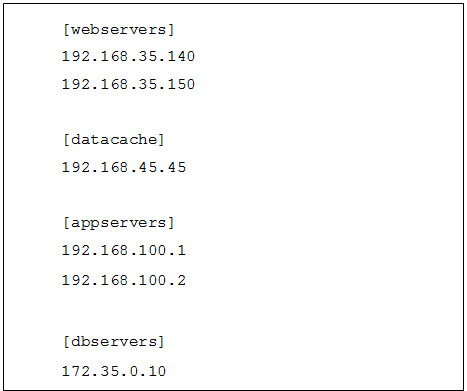 [webservers]
192.168.35.140
192.168.35.150
[datacache]
192.168.45.45
[appservers]
192.168.100.1
192.168.100.2
[dbservers]
172.35.0.10